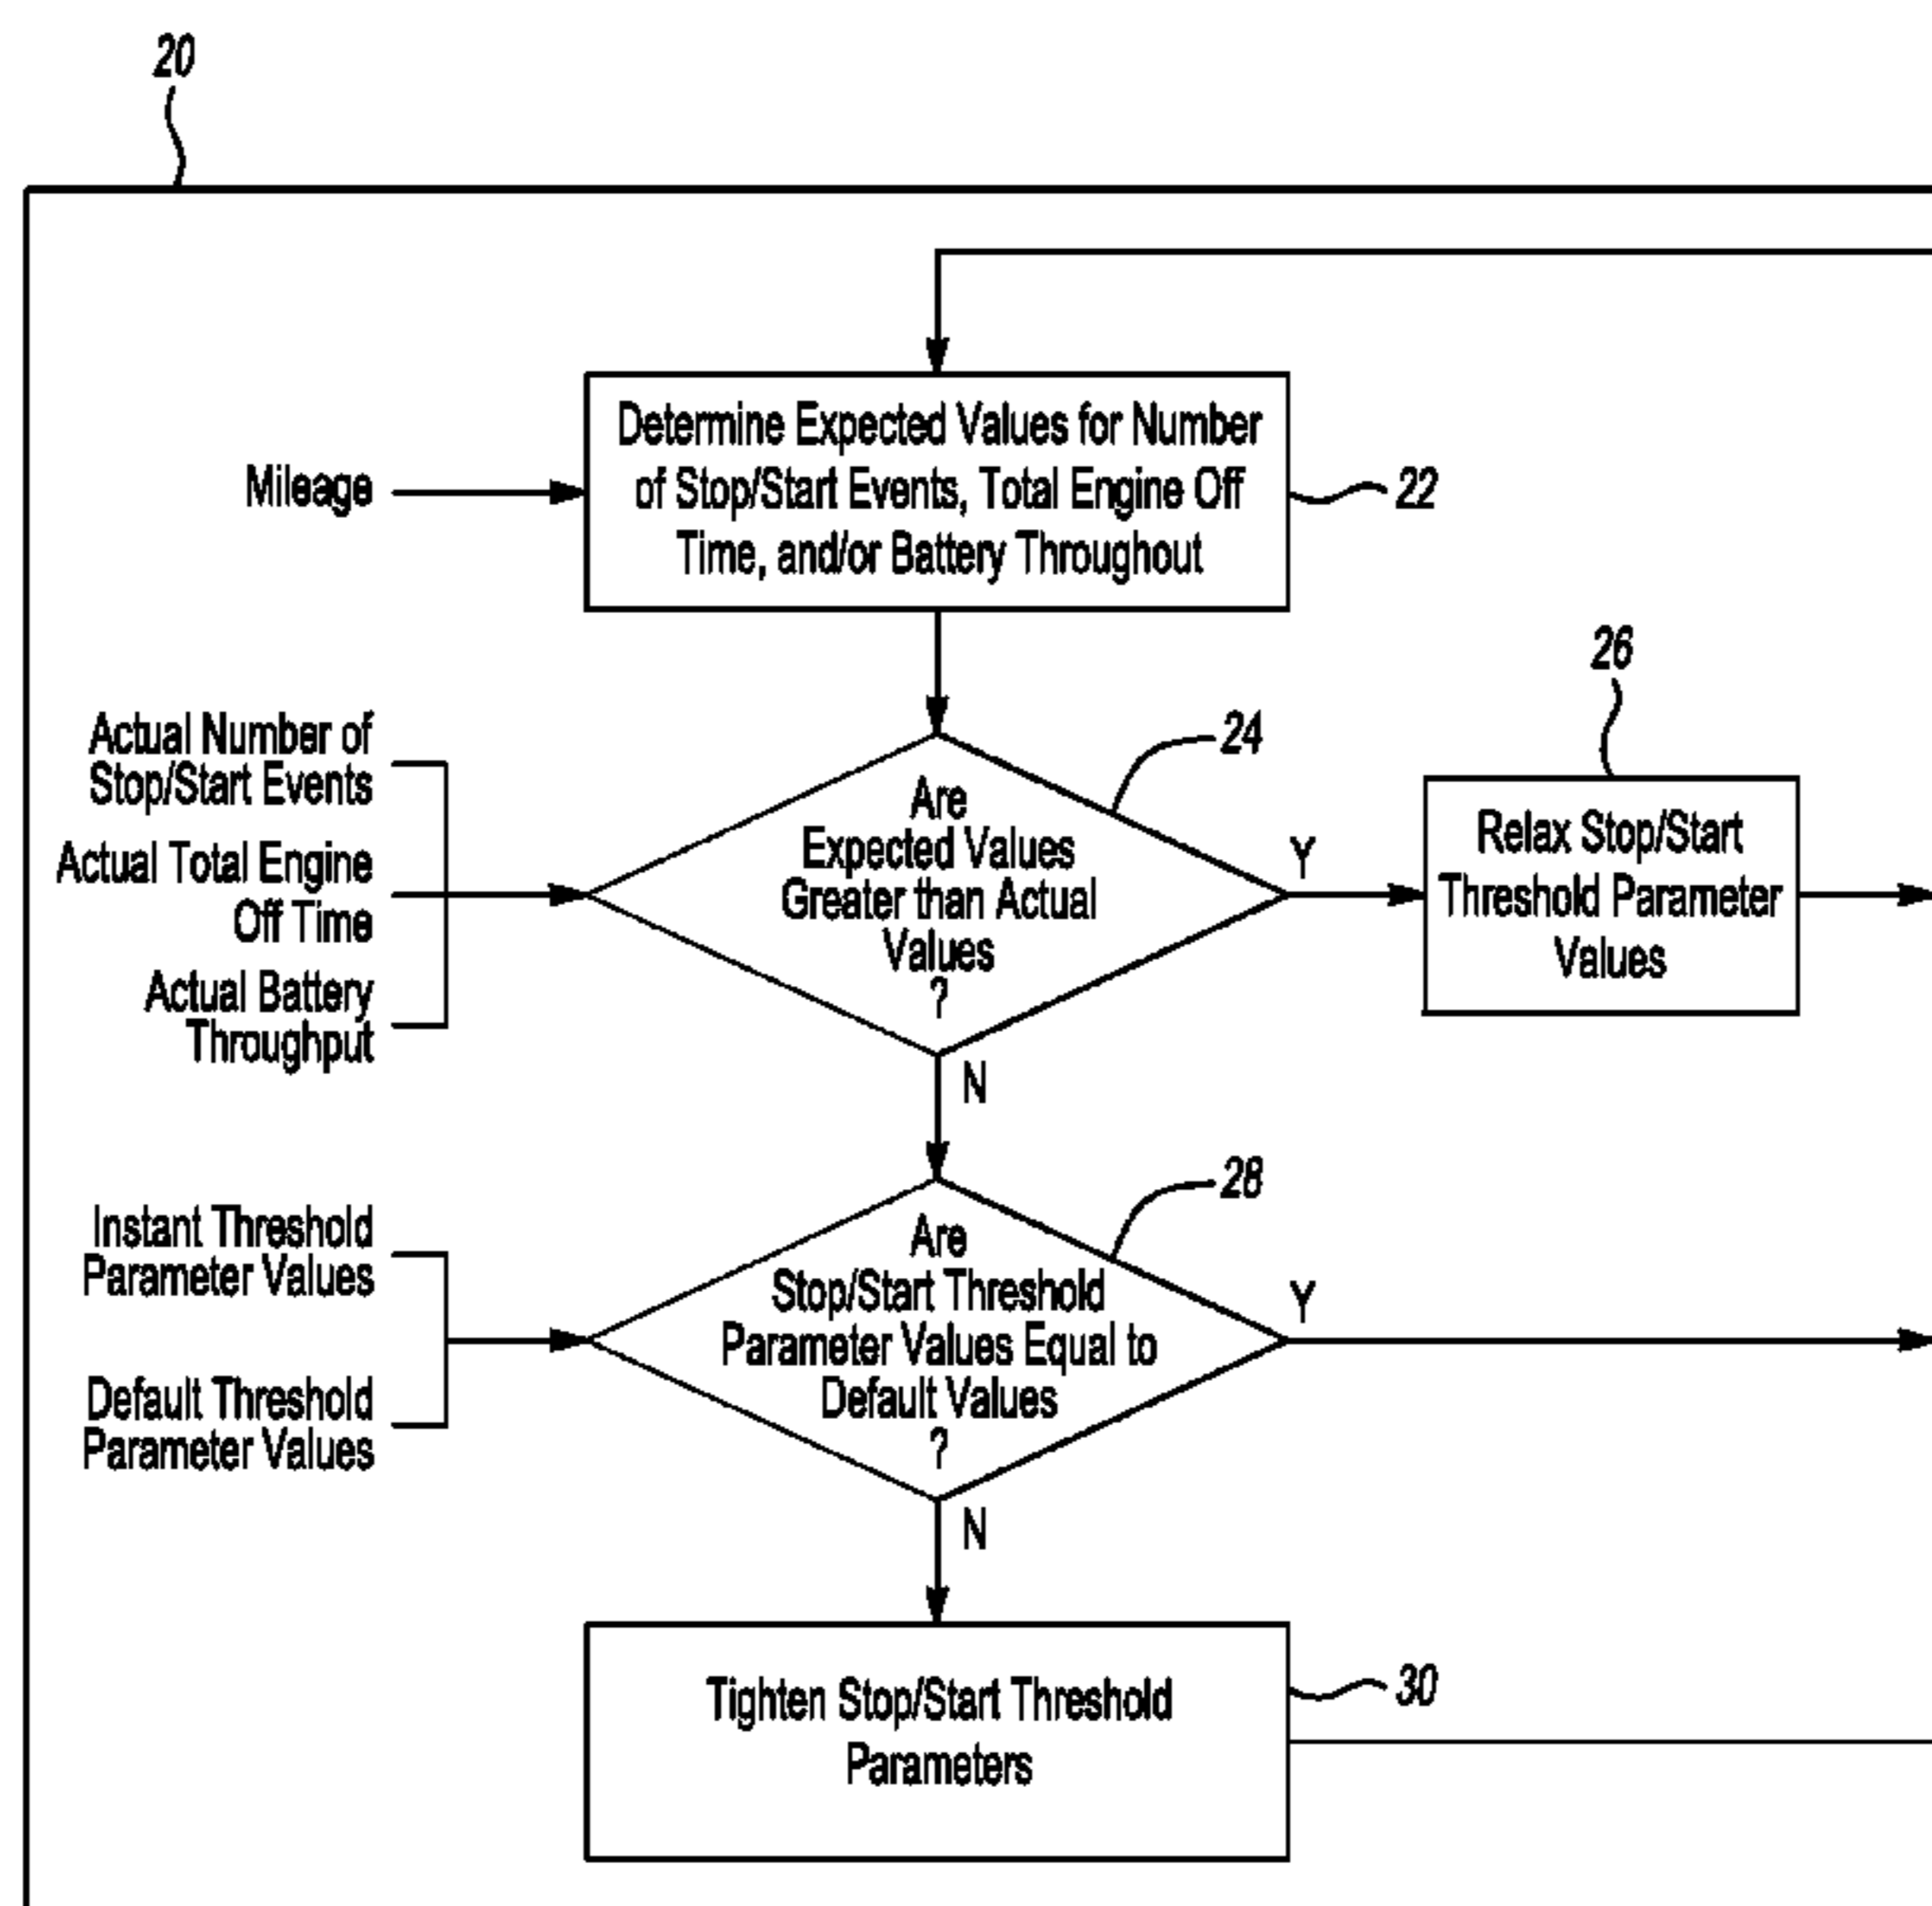 20
Determine Expected Values for Number
of Stop/Start Events, Total Engine Off
Time, and/or Battery Throughout
Mileage
22
26
Actual Number of
Stop/Start Events
Actual Total Engine
Off Time
Actual Battery
Throughput
24
Are
Expected Values
Greater than Actual
Values
?
Y
Relax Stop/Start
Threshold Parameter
Values
N
28
Instant Threshold
Parameter Values
Default Threshold
Parameter Values
Are
Stop/Start Threshold
Parameter Values Equal to
Default Values
?
Y
N
Tighten Stop/Start Threshold
Parameters
30